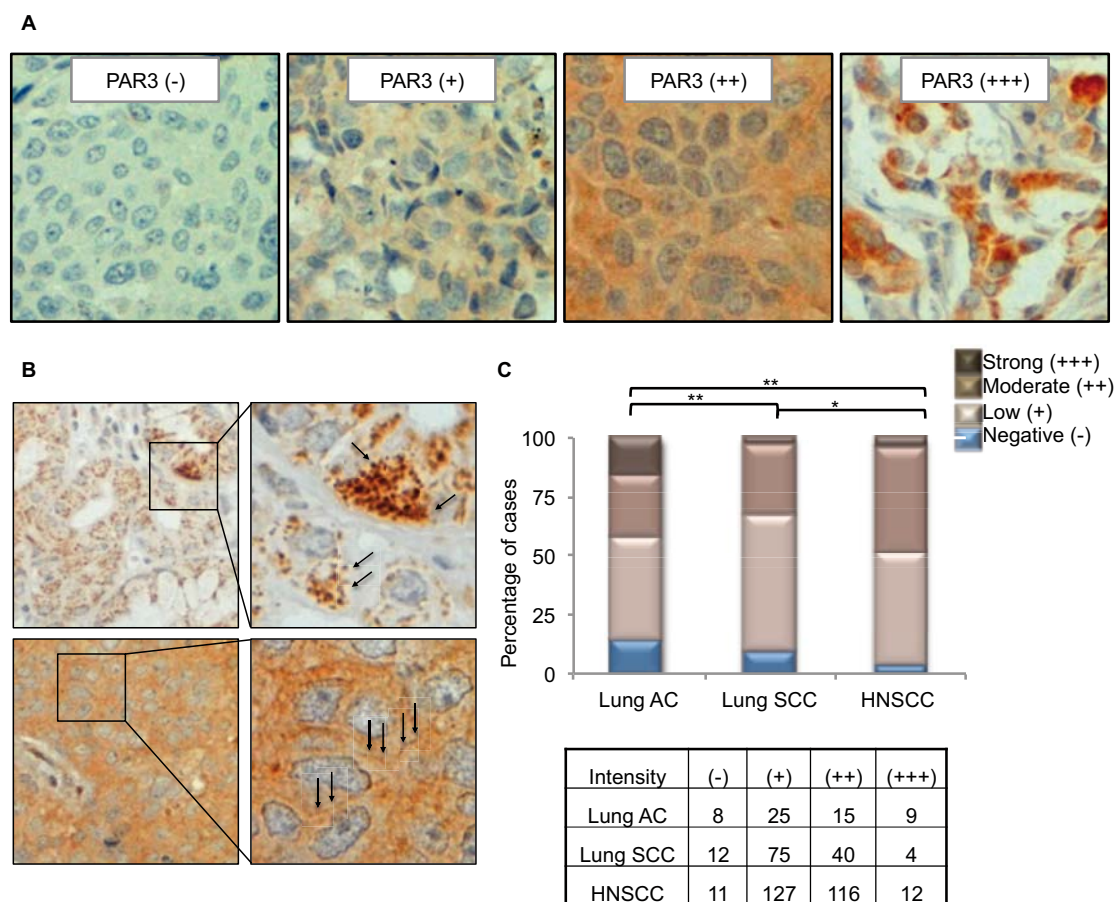 A
PAR3 (-)
PAR3 (+)
PAR3 (++)
PAR3 (+++)
B
C
Strong (+++)
Moderate (++)
Low (+)
Negative (-)
**
**
*
Percentage of cases
100
75
50
25
0
Lung AC
Lung SCC
HNSCC
Intensity (-) (+) (++) (+++)
Lung AC 8 25 15 9
Lung SCC 12 75 40 4
HNSCC 11 127 116 12